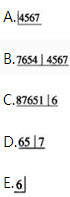 A. 4567
B. 7654 | 4567
C. 87651 | 6
D. 65 | 7
E. 6